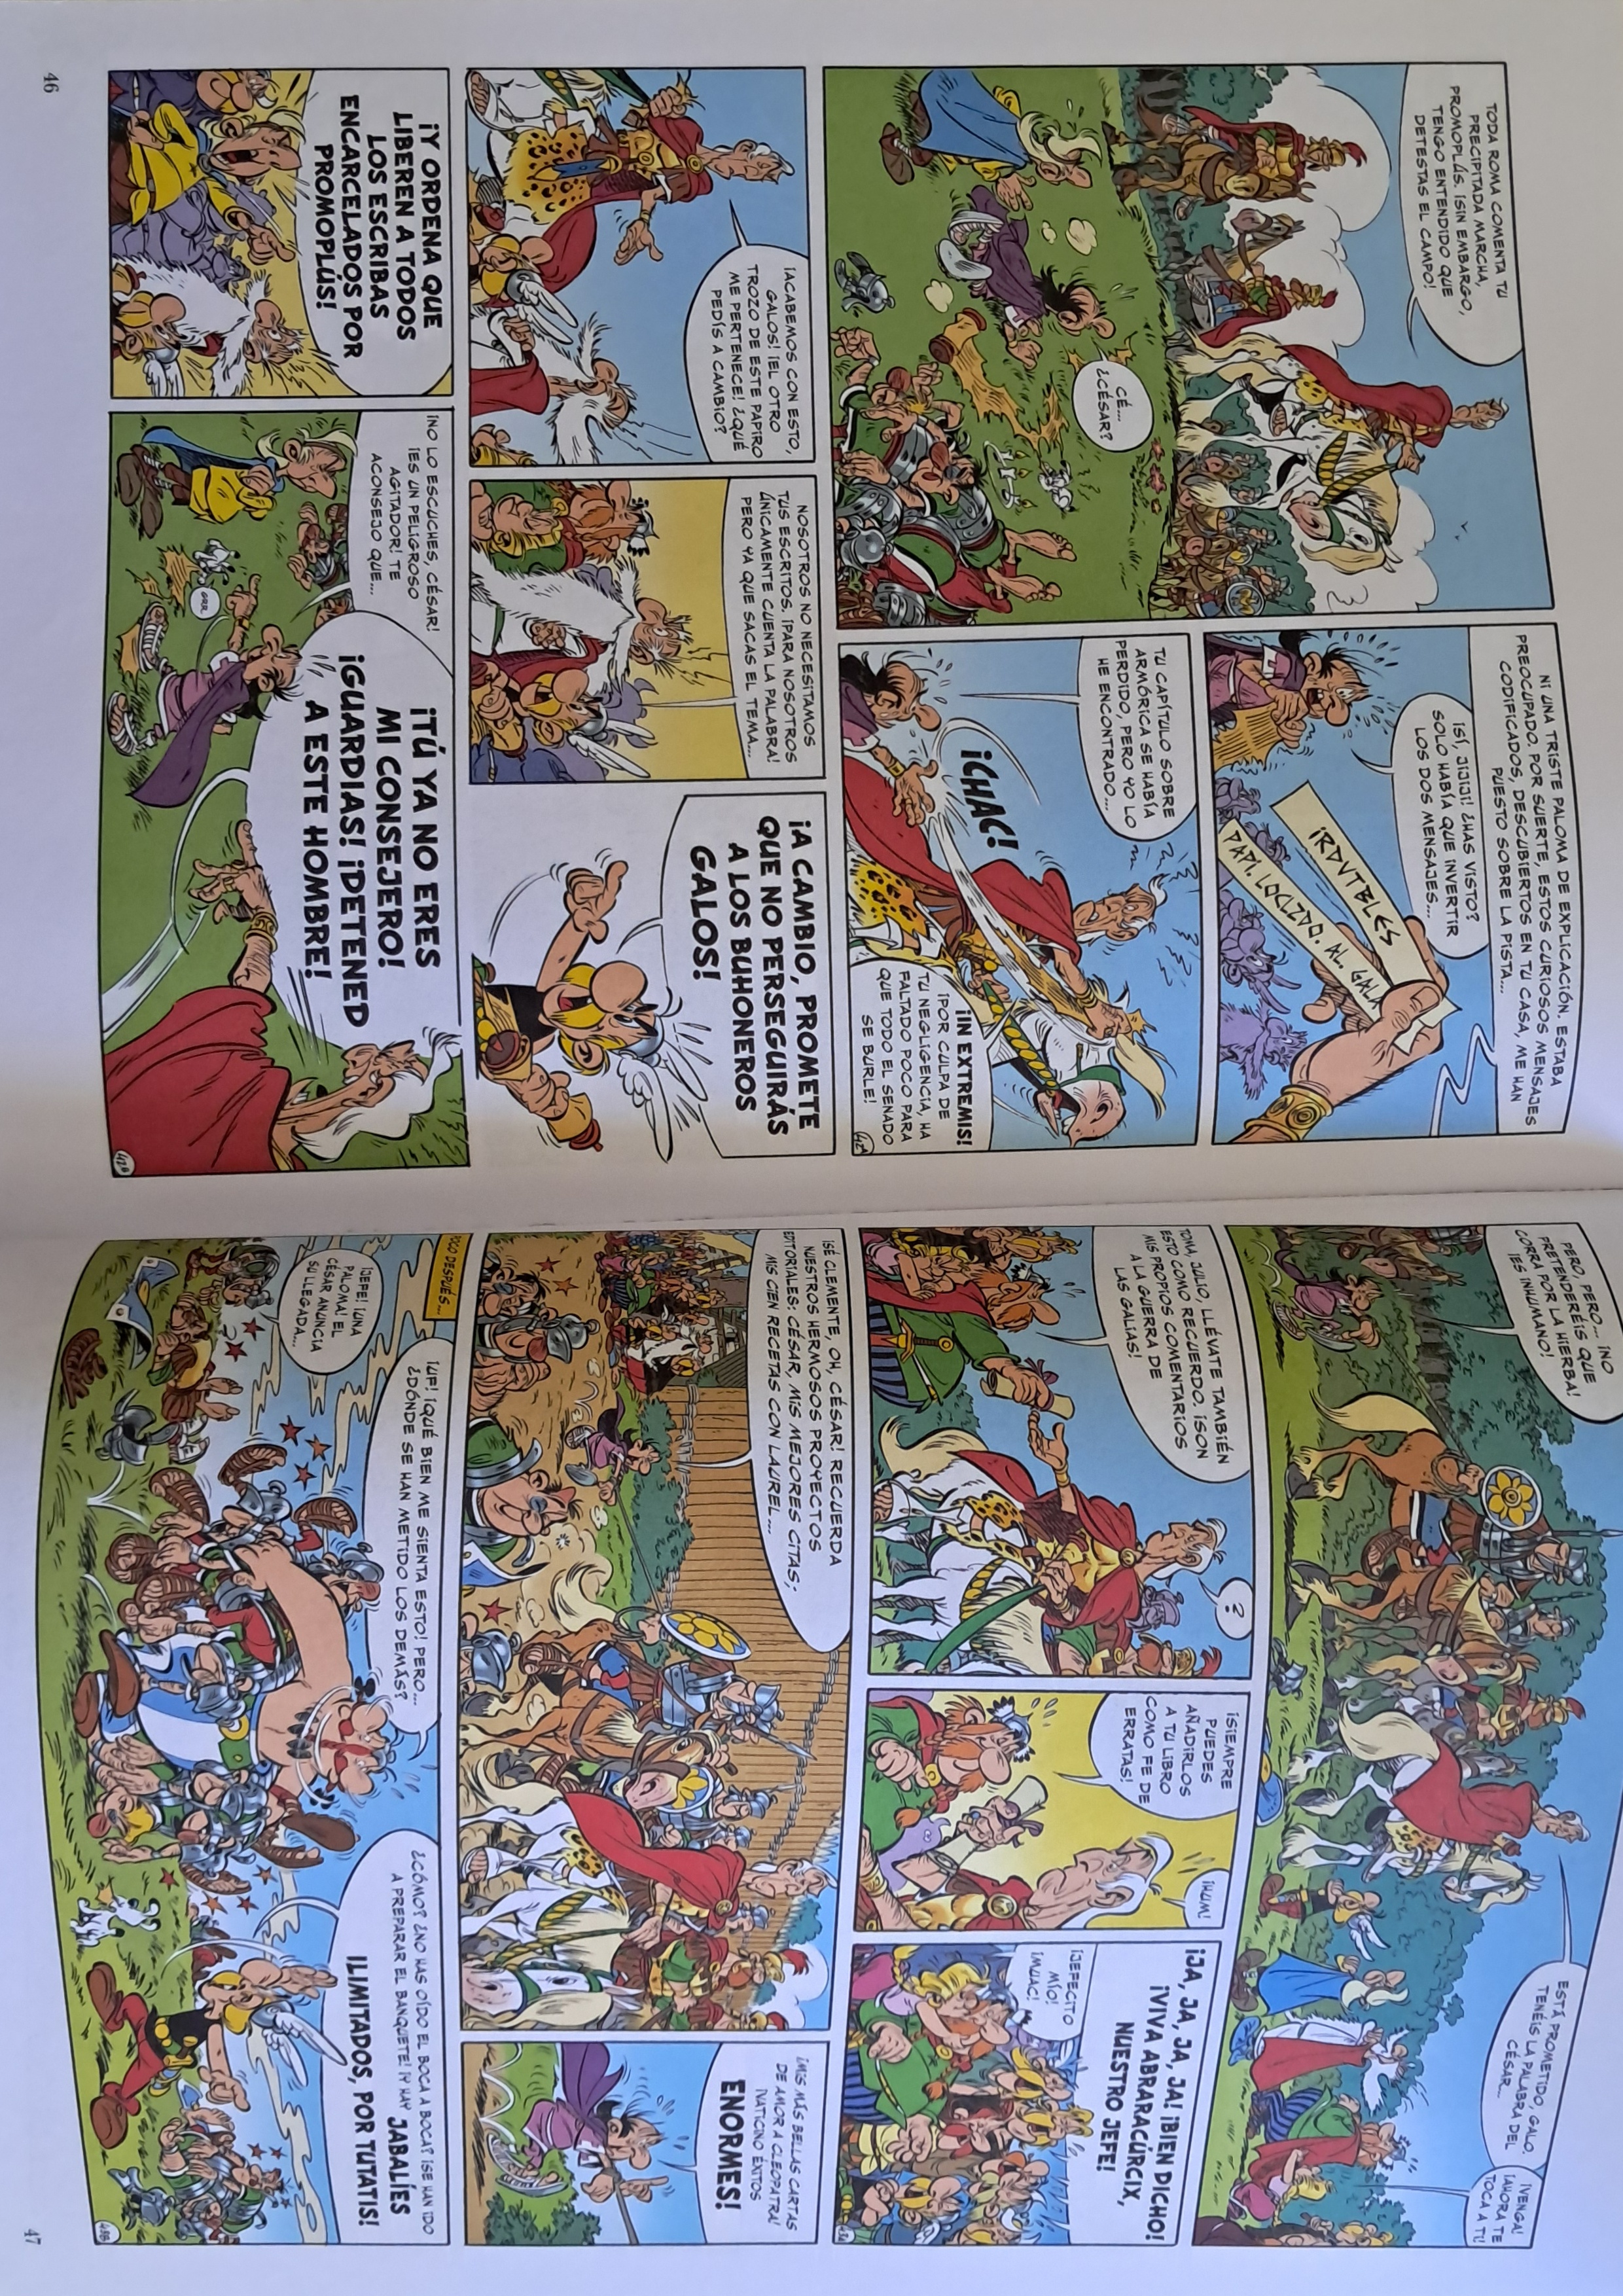 TODA ROMA COMENTA TU
PRECIPITADA MARCHA,
PROMOPLÚS. ¡SIN EMBARGO,
TENGO ENTENDIDO QUE
DETESTAS EL CAMPO!
CÉ...
¿CÉSAR?
NI UNA TRISTE PALOMA DE EXPLICACIÓN. ESTABA
PREOCUPADO. POR SUERTE, ESTOS CURIOSOS MENSAJES
CODIFICADOS, DESCUBIERTOS EN TU CASA, ME HAN
PUESTO SOBRE LA PISTA...
¡SÍ, JIJIJI! ¿HAS VISTO?
SOLO HABÍA QUE INVERTIR
LOS DOS MENSAJES...
TU CAPÍTULO SOBRE
ARMÓRICA SE HABÍA
PERDIDO, PERO YO LO
HE ENCONTRADO...
¡CHAC!
¡IN EXTREMIS!
¡POR CULPA DE
TU NEGLIGENCIA, HA
FALTADO POCO PARA
QUE TODO EL SENADO
SE BURLE!
42A
¡ACABEMOS CON ESTO,
GALOS! ¡EL OTRO
TROZO DE ESTE PAPIRO
ME PERTENECE! ¿QUÉ
PEDÍS A CAMBIO?
NOSOTROS NO NECESITAMOS
TUS ESCRITOS. ¡PARA NOSOTROS
ÚNICAMENTE CUENTA LA PALABRA!
PERO YA QUE SACAS EL TEMA...
¡A CAMBIO, PROMETE
QUE NO PERSEGUIRÁS
A LOS BUHONEROS
GALOS!
¡Y ORDENA QUE
LIBEREN A TODOS
LOS ESCRIBAS
ENCARCELADOS POR
PROMOPLÚS!
¡NO LO ESCUCHES, CÉSAR!
¡ES UN PELIGROSO
AGITADOR! TE
ACONSEJO QUE...
GRR
¡TÚ YA NO ERES
MI CONSEJERO!
¡GUARDIAS! ¡DETENED
A ESTE HOMBRE!
42B
46
PERO, PERO... ¡NO
PRETENDERÉIS QUE
CORRA POR LA HIERBA!
¡ES INHUMANO!
ESTÁ PROMETIDO, GALO.
TENÉIS LA PALABRA DEL
CÉSAR...
¡VENGA!
¡AHORA TE
TOCA A TI!
TOMA, JULIO, LLÉVATE TAMBIÉN
ESTO COMO RECUERDO. ¡SON
MIS PROPIOS COMENTARIOS
A LA GUERRA DE
LAS GALIAS!
?
¡SIEMPRE
PUEDES
AÑADIRLOS
A TU LIBRO
COMO FE DE
ERRATAS!
¡HUM!
¡JA, JA, JA, JA! ¡BIEN DICHO!
¡VIVA ABRARACÚRCIX,
NUESTRO JEFE!
¡JEFECITO
MÍO!
¡MUAC!
¡SÉ CLEMENTE, OH, CÉSAR! RECUERDA
NUESTROS HERMOSOS PROYECTOS
EDITORIALES: CÉSAR, MIS MEJORES CITAS;
MIS CIEN RECETAS CON LAUREL...
¡MIS MÁS BELLAS CARTAS
DE AMOR A CLEOPATRA!
¡VATICINO ÉXITOS
ENORMES!
POCO DESPUÉS...
¡JEFE! ¡UNA
PALOMA! EL
CÉSAR ANUNCIA
SU LLEGADA...
¡UF! ¡QUÉ BIEN ME SIENTA ESTO! PERO...
¿DÓNDE SE HAN METIDO LOS DEMÁS?
¿CÓMO? ¿NO HAS OÍDO EL BOCA A BOCA? ¡SE HAN IDO
A PREPARAR EL BANQUETE! ¡Y HAY JABALÍES
ILIMITADOS, POR TUTATIS!
43B
47